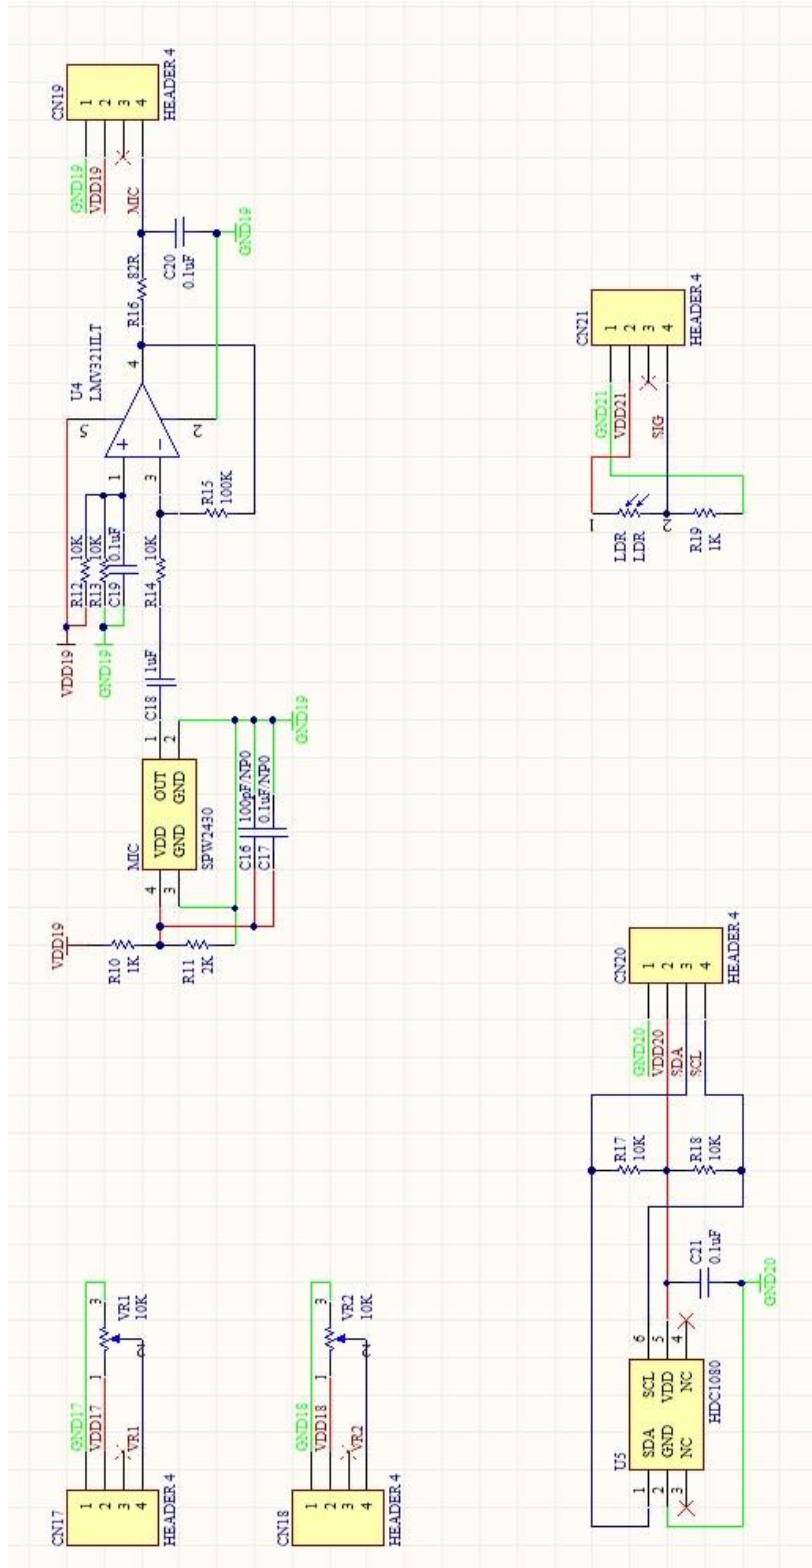 CN19
1
2
3
4
HEADER 4
GND19
VDD19
MIC
R16 82R
C20
0.1uF
GND19
U4
LMV321ILT
4
5
2
1
3
R15
100K
R12 10K
R13 10K
C19 0.1uF
R14 10K
VDD19
GND19
C18 1uF
MIC
VDD OUT
GND GND
4
3
1
2
SPW2430
C16 100pF/NP0
C17 0.1uF/NP0
GND19
VDD19
R10
1K
R11
2K
CN21
1
2
3
4
HEADER 4
GND21
VDD21
SIG
1
LDR
LDR
2
R19
1K
CN17
1
2
3
4
HEADER 4
GND17
VDD17
VR1
1
3
2
VR1
10K
CN18
1
2
3
4
HEADER 4
GND18
VDD18
VR2
1
3
2
VR2
10K
CN20
1
2
3
4
HEADER 4
GND20
VDD20
SDA
SCL
R17
10K
R18
10K
C21
0.1uF
GND20
U5
1
2
3
SDA SCL
GND VDD
NC NC
6
5
4
HDC1080